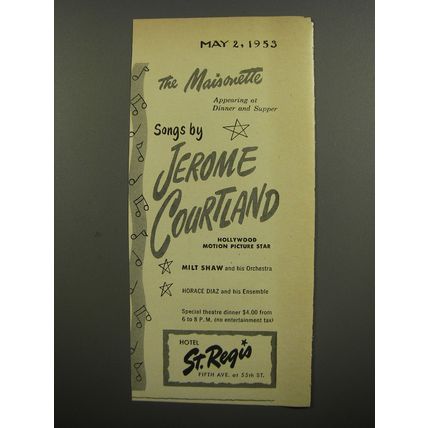 MAY 2, 1953
The Maisonette
Appearing at
Dinner and Supper
Songs by
JEROME
COURTLAND
HOLLYWOOD
MOTION PICTURE STAR
MILT SHAW and his Orchestra
HORACE DIAZ and his Ensemble
Special theatre dinner $4.00 from
6 to 8 P.M. (no entertainment tax)
HOTEL
St. Regis
FIFTH AVE. at 55th ST.